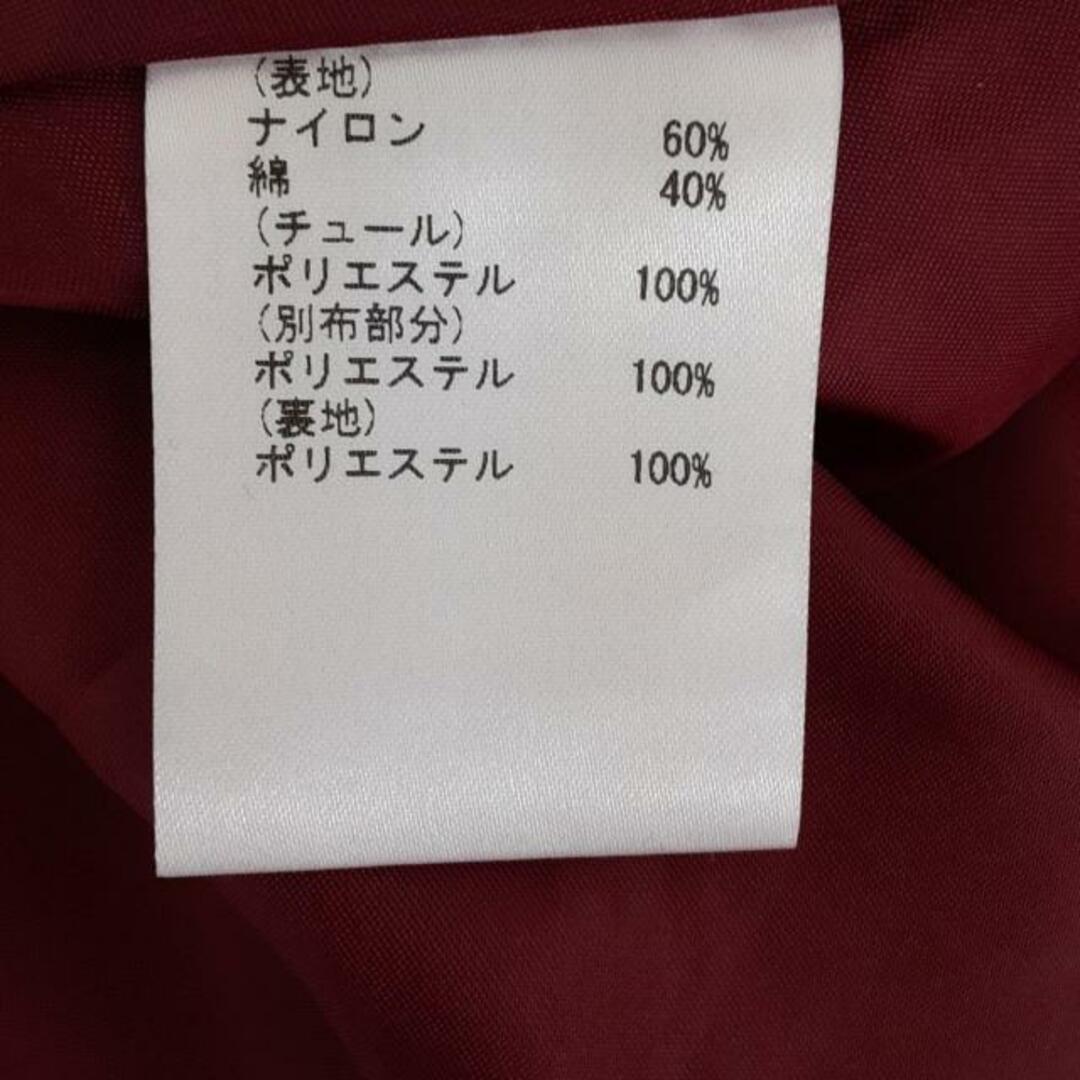 (表地)
ナイロン 60%
綿 40%
(チュール)
ポリエステル 100%
(別布部分)
ポリエステル 100%
(裏地)
ポリエステル 100%